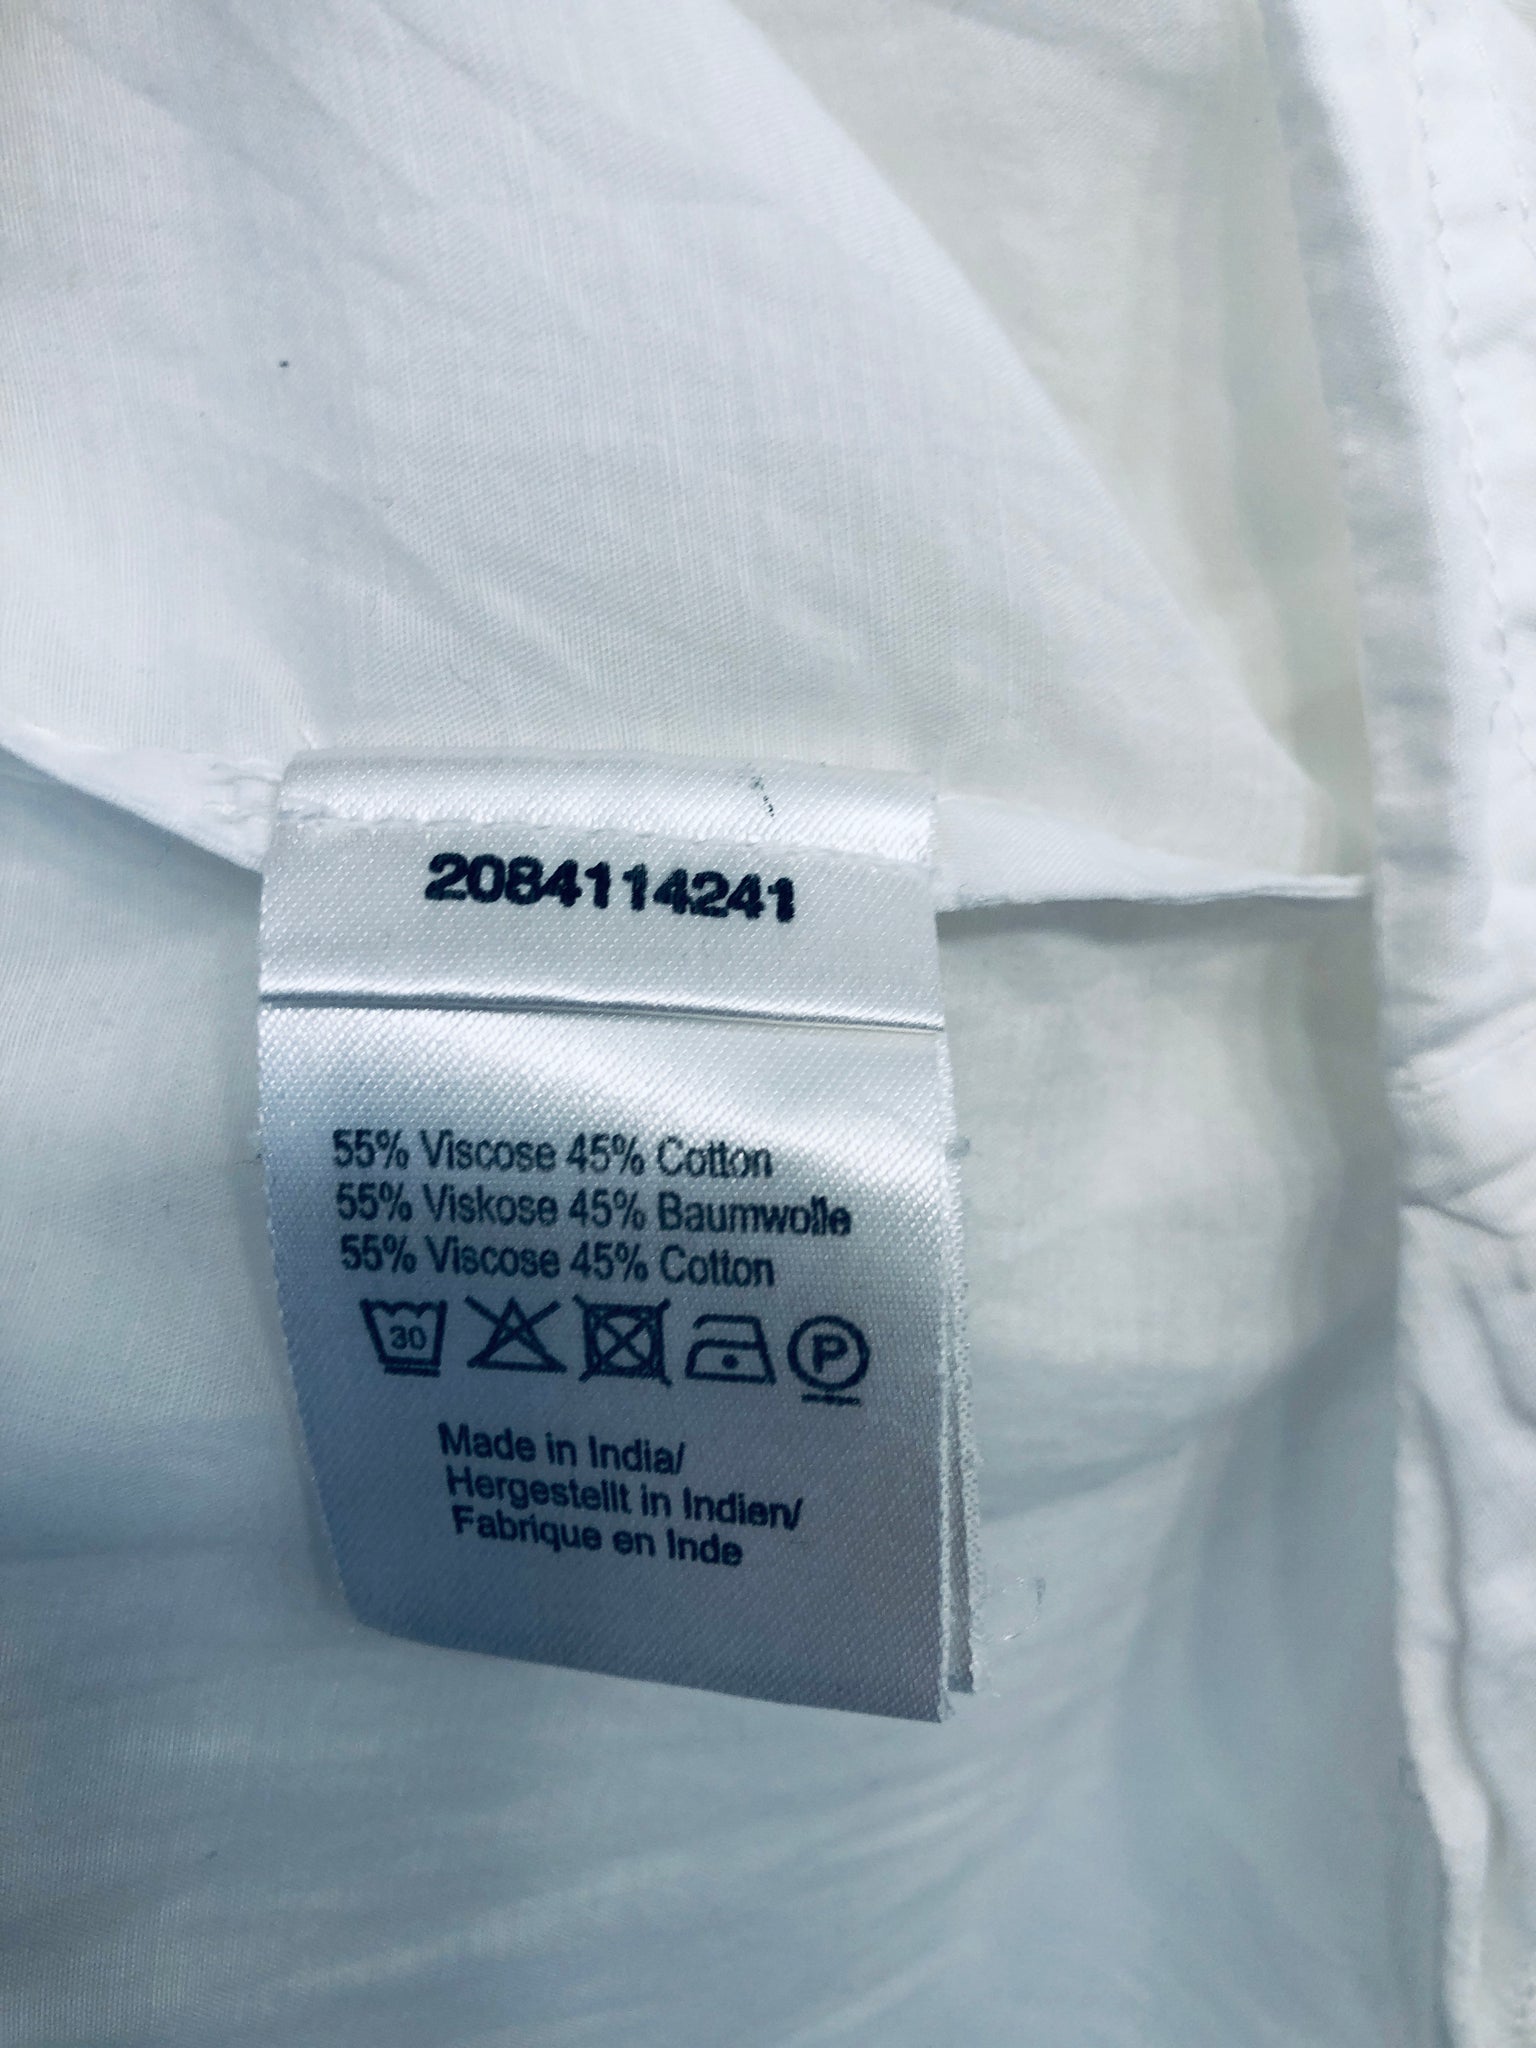 2084114241
55% Viscose 45% Cotton
55% Viskose 45% Baumwolle
55% Viscose 45% Cotton
30 P
Made in India/
Hergestellt in Indien/
Fabrique en Inde